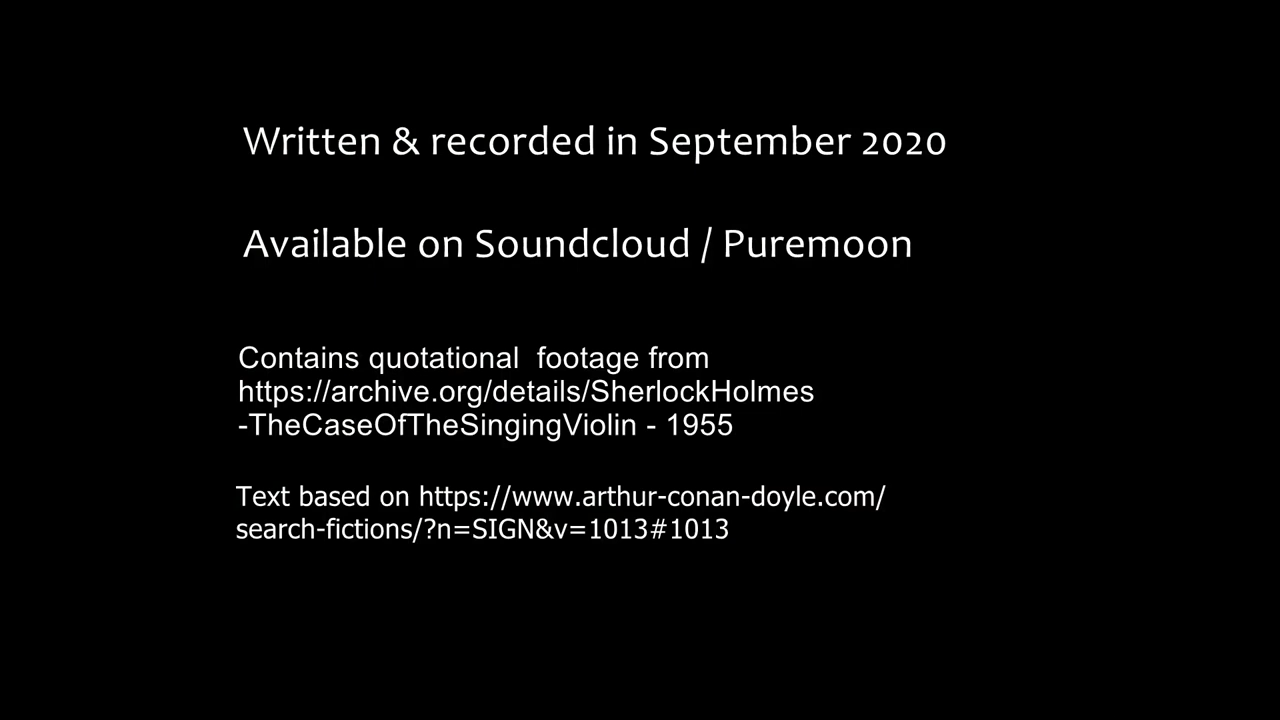 Written & recorded in September 2020
Available on Soundcloud / Puremoon
Contains quotational  footage from
https://archive.org/details/SherlockHolmes
-TheCaseOfTheSingingViolin - 1955
Text based on https://www.arthur-conan-doyle.com/
search-fictions/?n=SIGN&v=1013#1013